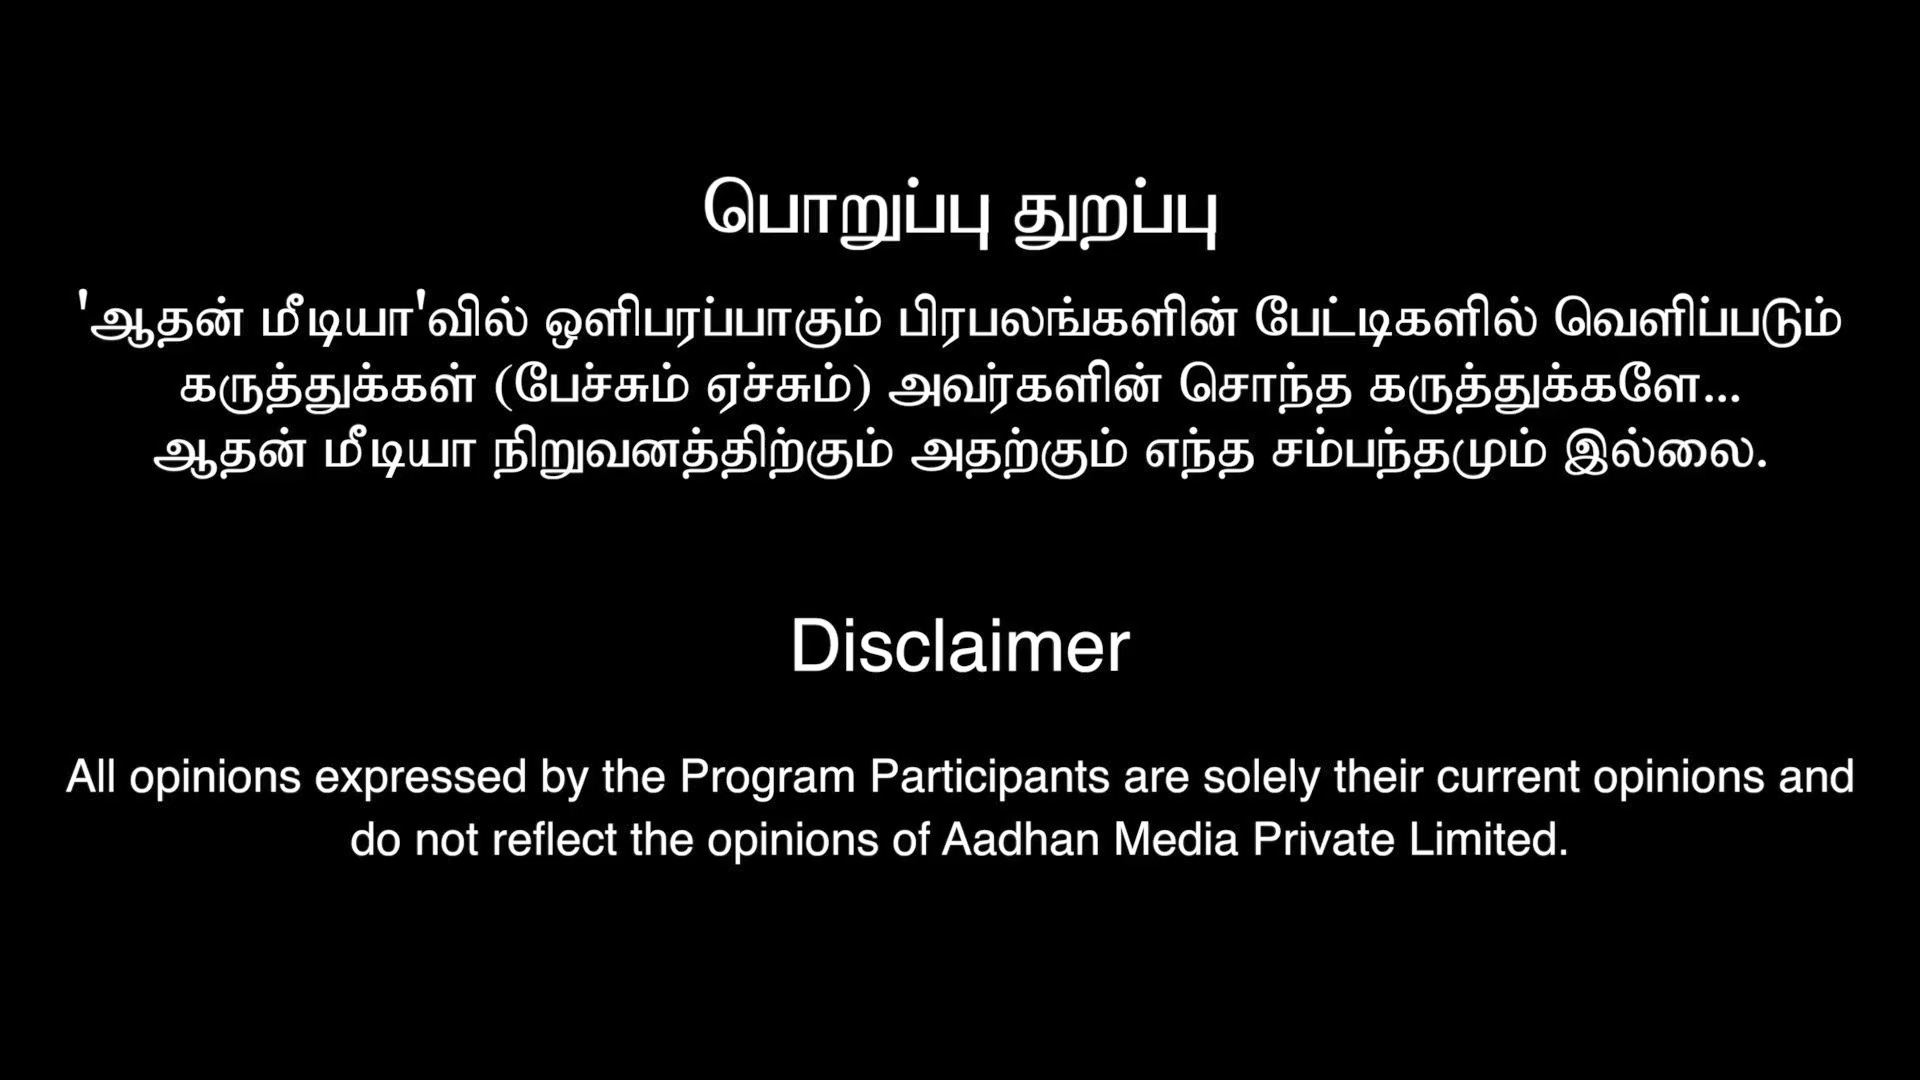 பொறுப்பு துறப்பு
'ஆதன் மீடியா'வில் ஒளிபரப்பாகும் பிரபலங்களின் பேட்டிகளில் வெளிப்படும்
கருத்துக்கள் (பேச்சும் ஏச்சும்) அவர்களின் சொந்த கருத்துக்களே...
ஆதன் மீடியா நிறுவனத்திற்கும் அதற்கும் எந்த சம்பந்தமும் இல்லை.
Disclaimer
All opinions expressed by the Program Participants are solely their current opinions and
do not reflect the opinions of Aadhan Media Private Limited.